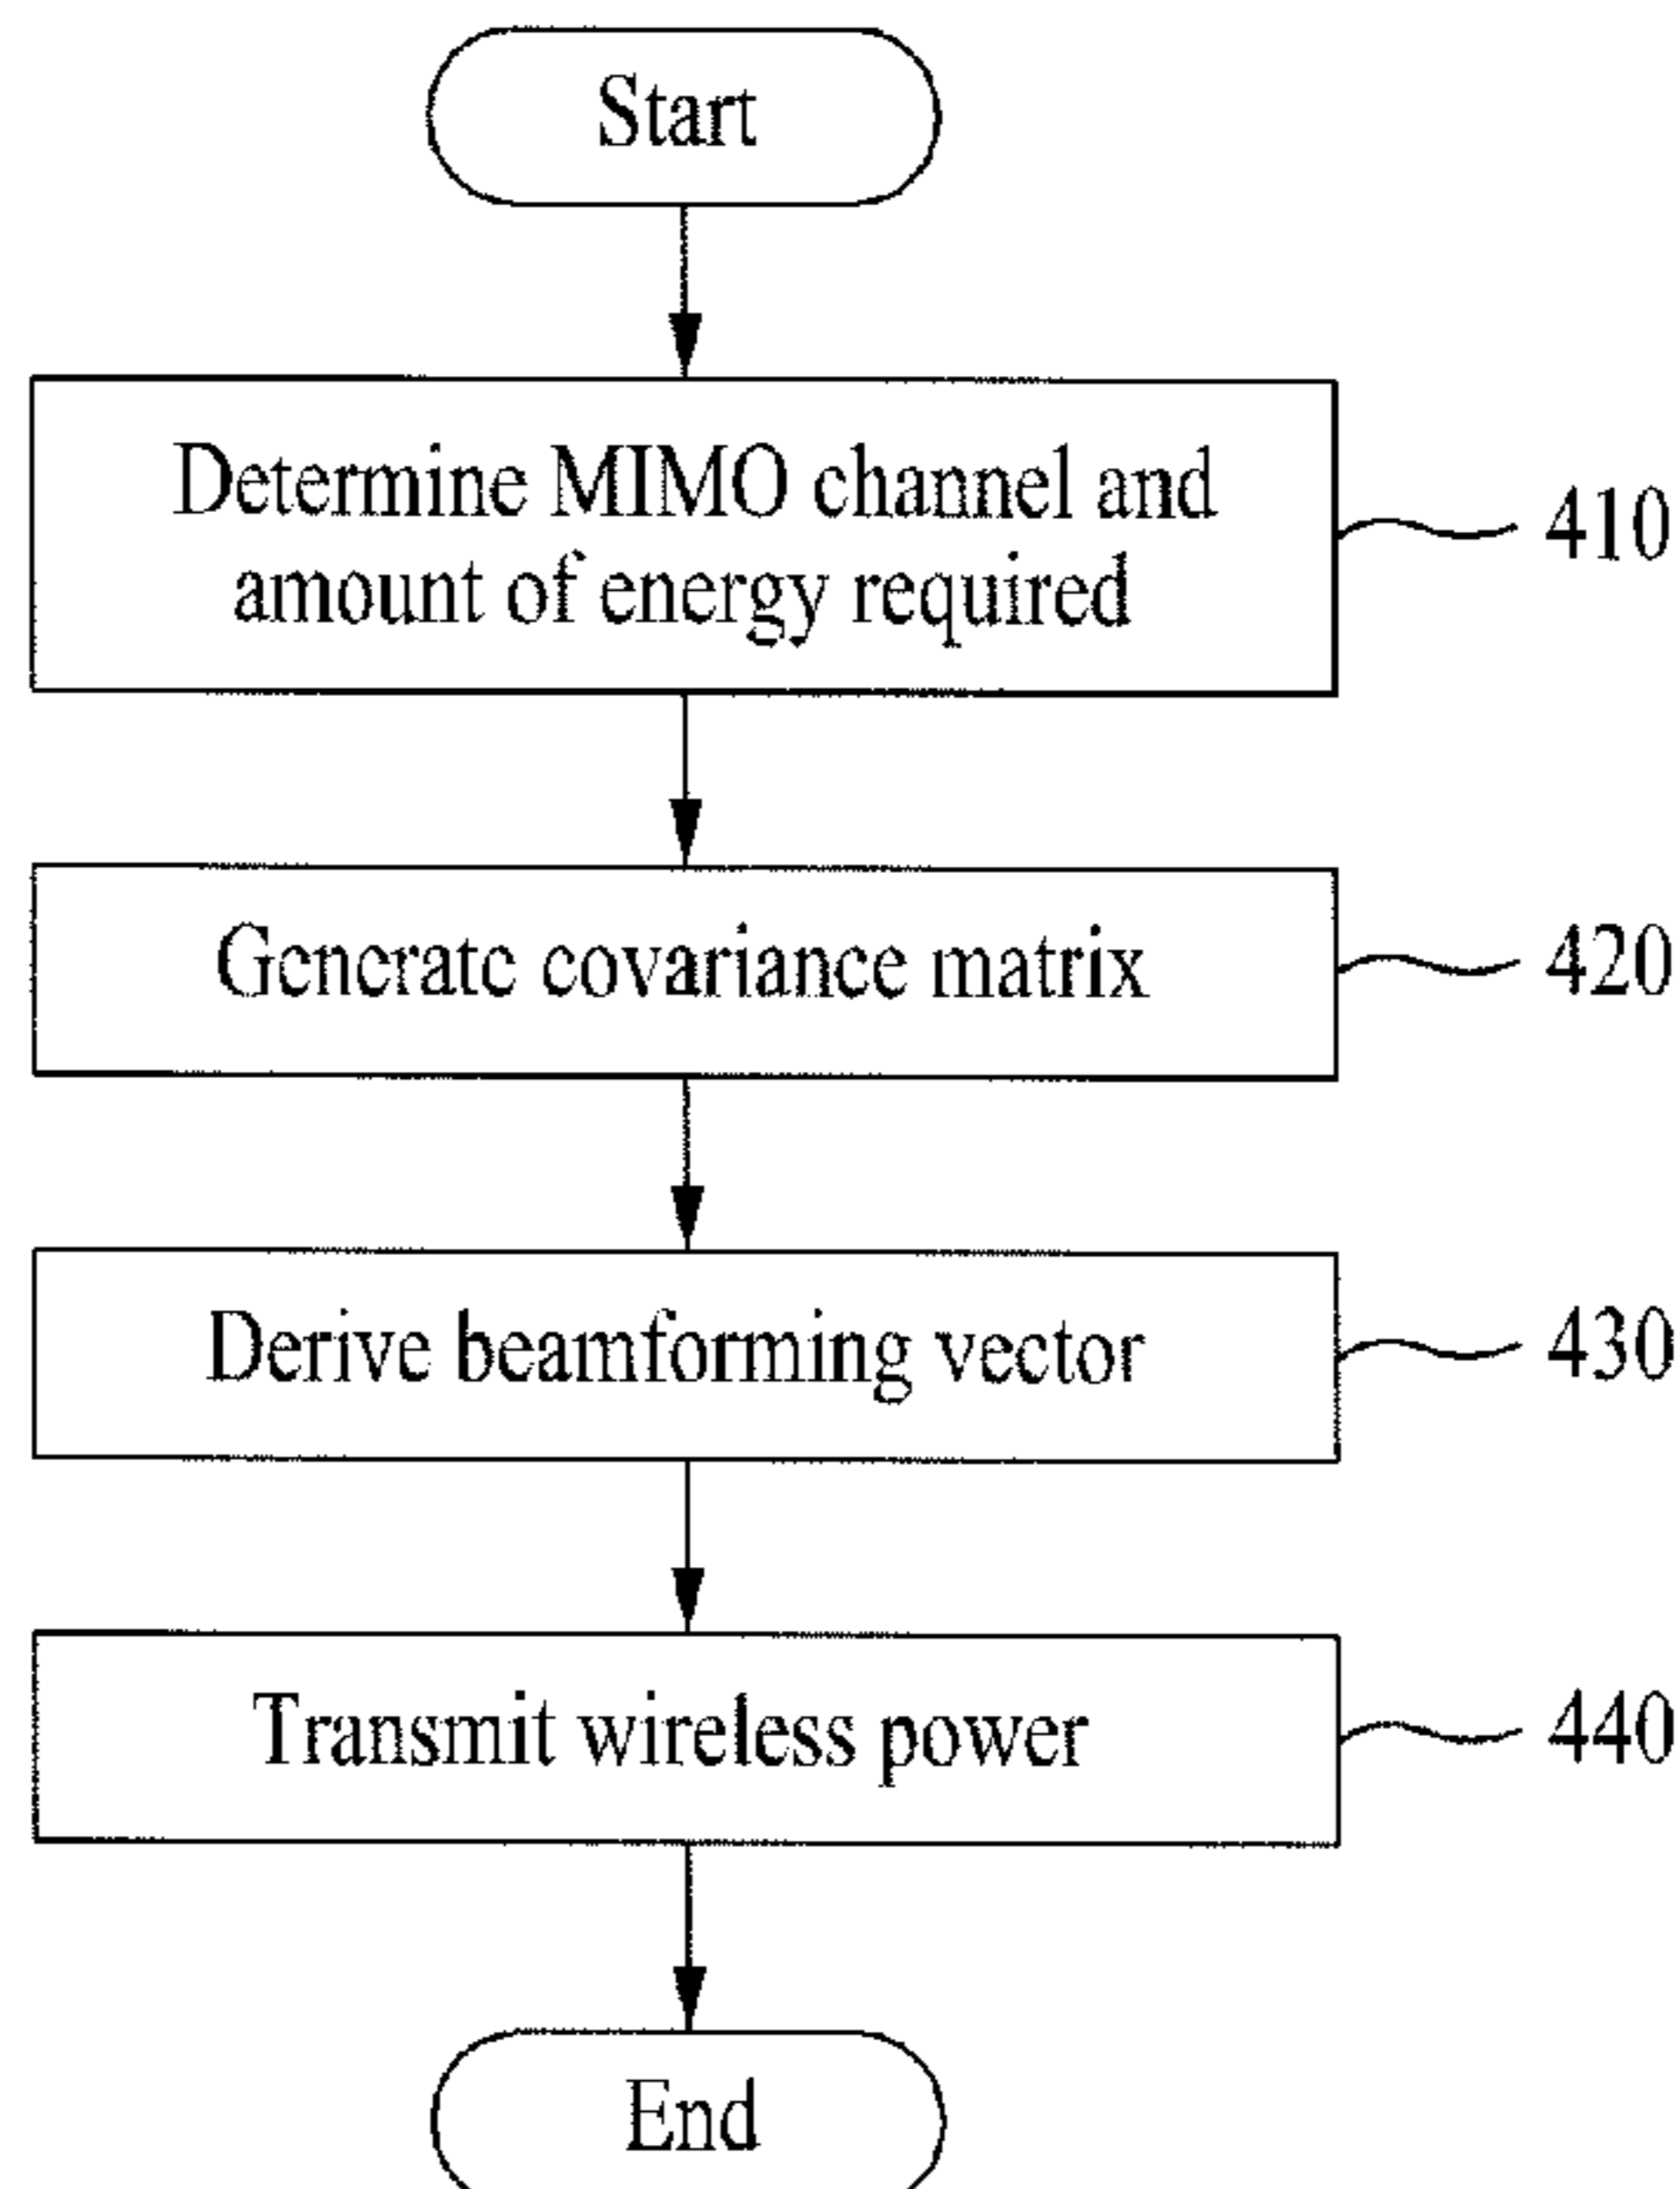 Start
Determine MIMO channel and
amount of energy required
410
Generate covariance matrix
420
Derive beamforming vector
430
Transmit wireless power
440
End